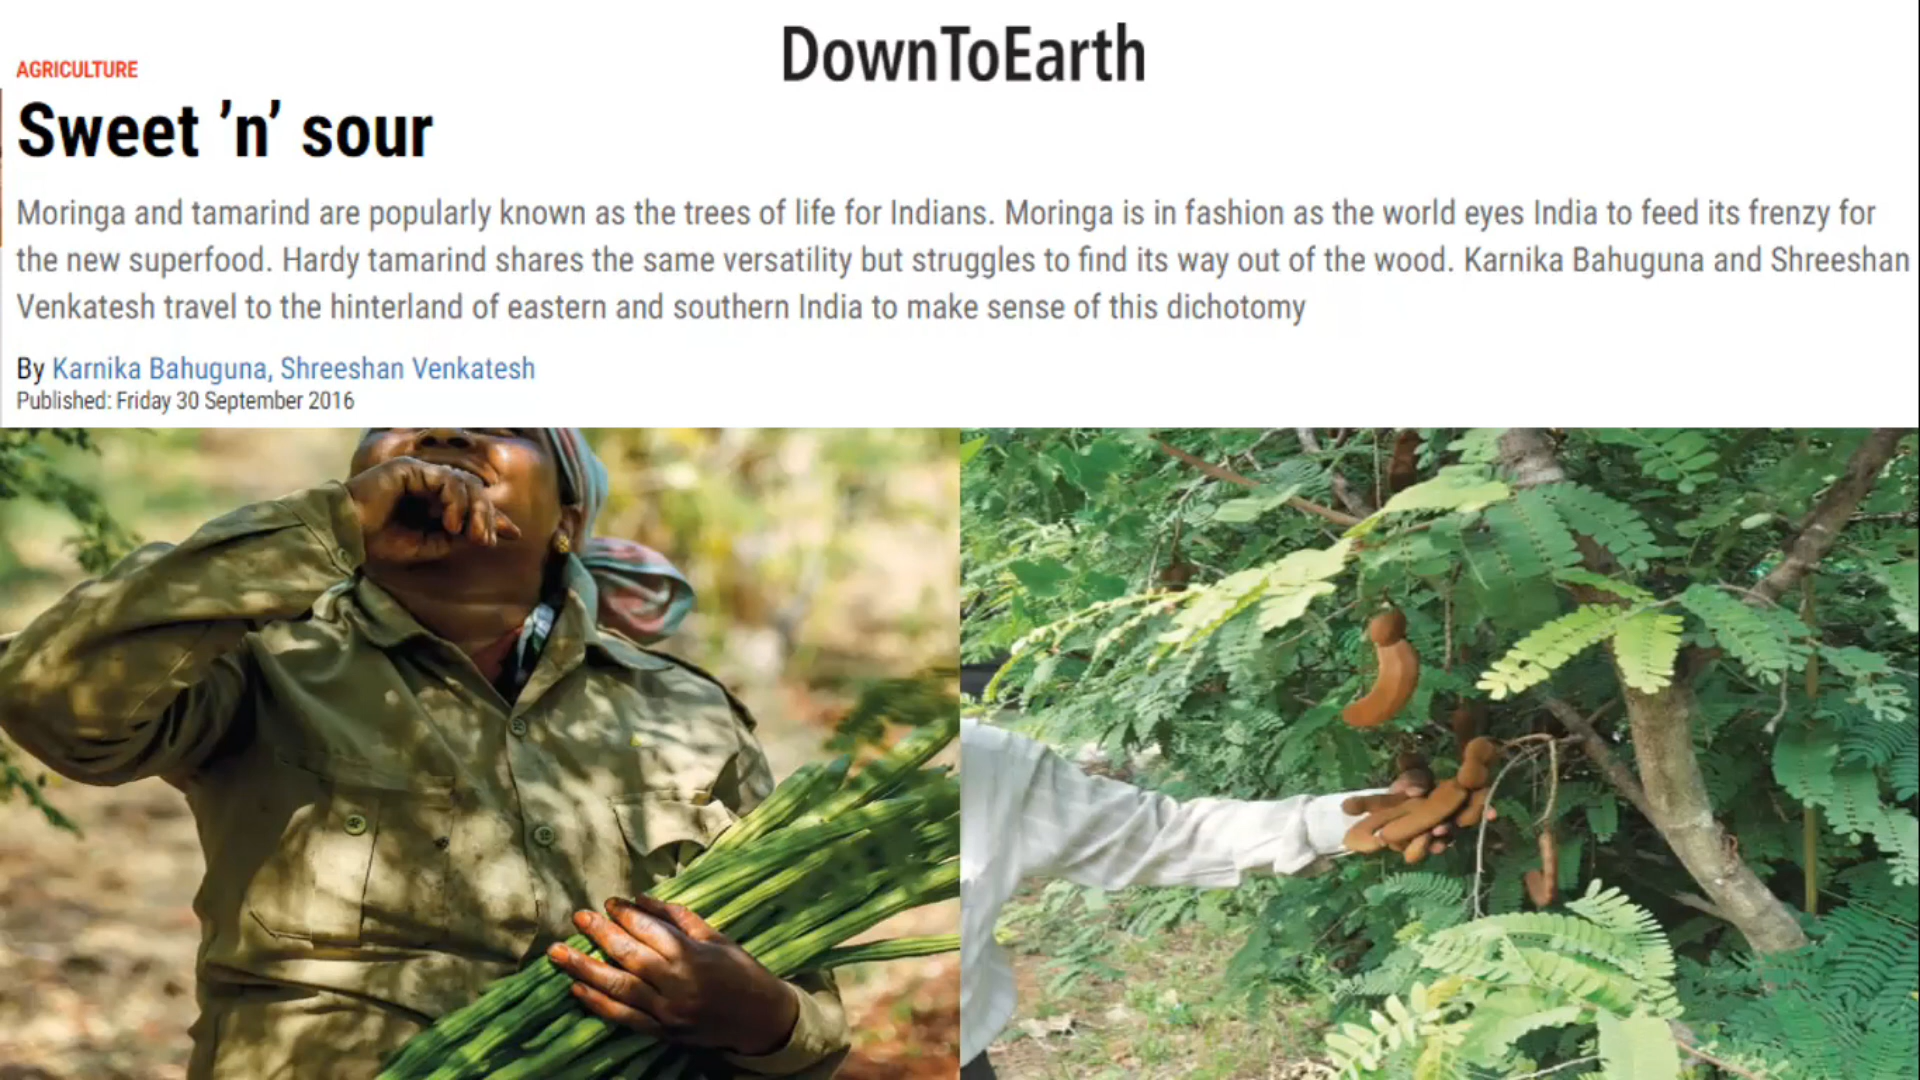 DownToEarth
AGRICULTURE
Sweet ’n’ sour
Moringa and tamarind are popularly known as the trees of life for Indians. Moringa is in fashion as the world eyes India to feed its frenzy for
the new superfood. Hardy tamarind shares the same versatility but struggles to find its way out of the wood. Karnika Bahuguna and Shreeshan
Venkatesh travel to the hinterland of eastern and southern India to make sense of this dichotomy
By Karnika Bahuguna, Shreeshan Venkatesh
Published: Friday 30 September 2016